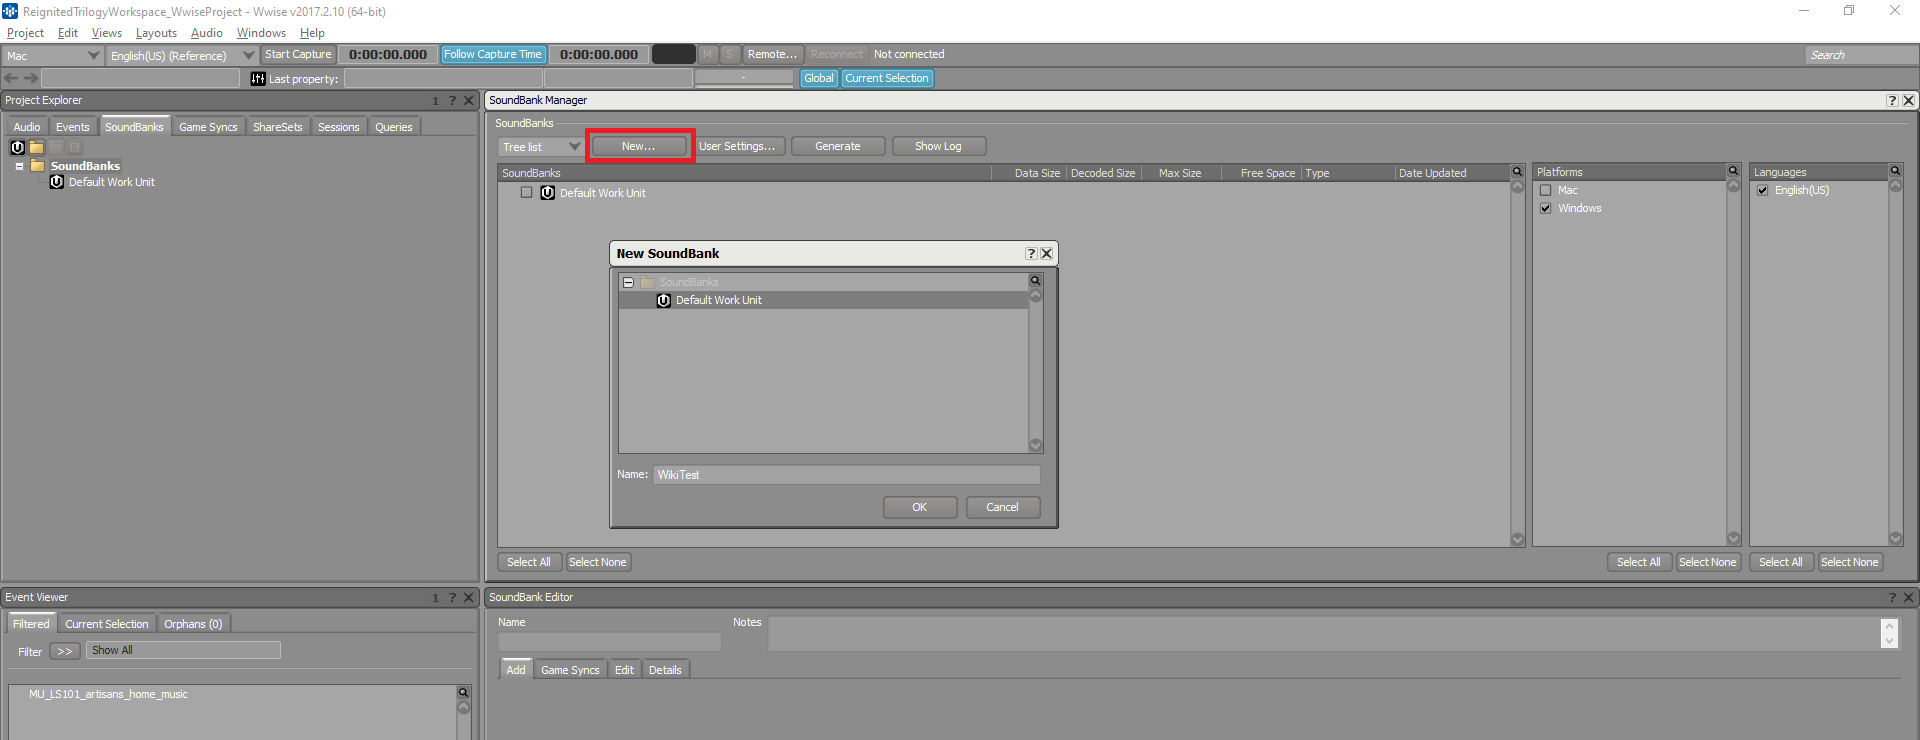 ReignitedTrilogyWorkspace_WwiseProject - Wwise v2017.2.10 (64-bit)
Project Edit Views Layouts Audio Windows Help
Mac English(US) (Reference) Start Capture 0:00:00.000 Follow Capture Time 0:00:00.000 M S Remote... Reconnect Not connected Search
Last property: - Global Current Selection
Project Explorer 1 ?
Audio Events SoundBanks Game Syncs ShareSets Sessions Queries
SoundBanks
Default Work Unit
SoundBank Manager ?
SoundBanks
Tree list New... User Settings... Generate Show Log
SoundBanks Data Size Decoded Size Max Size Free Space Type Date Updated
Default Work Unit
Platforms
Mac
Windows
Languages
English(US)
New SoundBank ?
SoundBanks
Default Work Unit
Name: WikiTest
OK Cancel
Select All Select None Select All Select None Select All Select None
Event Viewer 1 ?
Filtered Current Selection Orphans (0)
Filter >> Show All
MU_LS101_artisans_home_music
SoundBank Editor ?
Name Notes
Add Game Syncs Edit Details